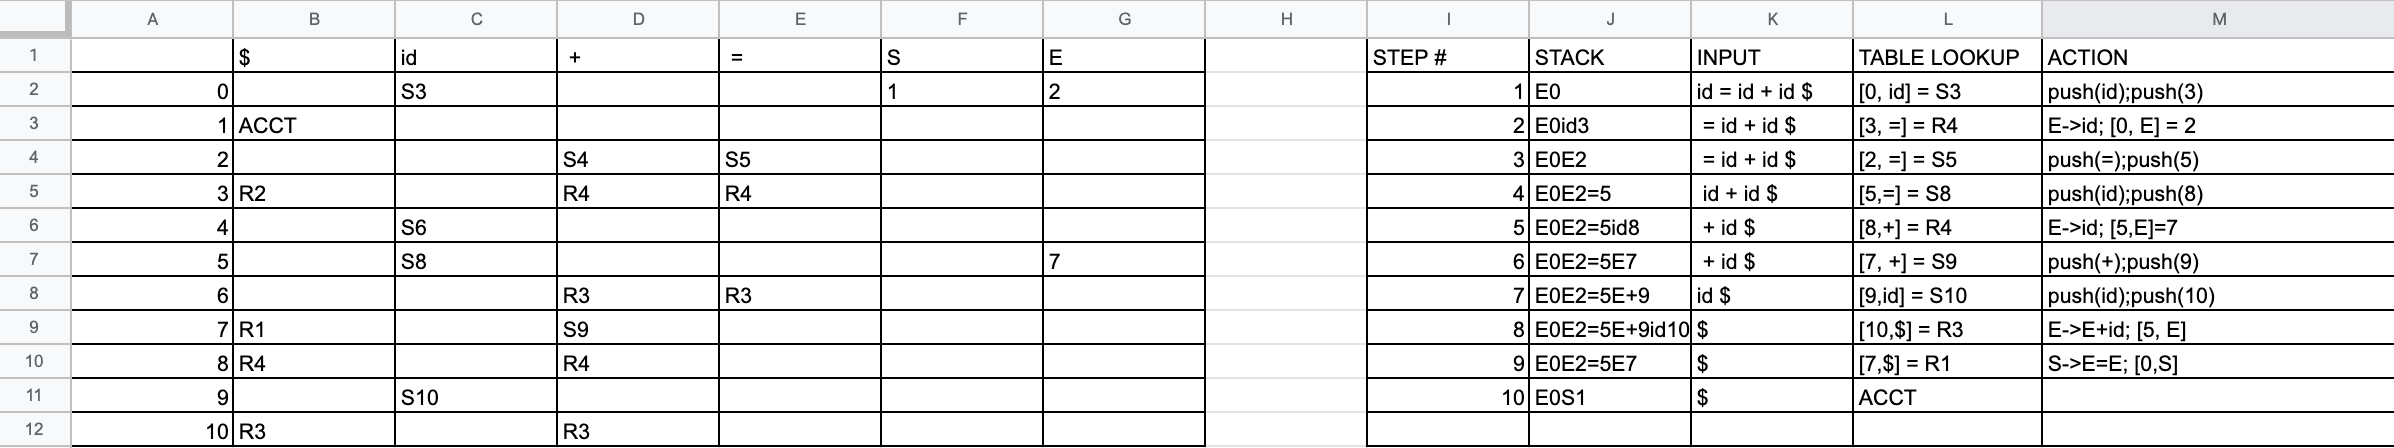 A B C D E F G H I J K L M
1 $ id + = S E STEP # STACK INPUT TABLE LOOKUP ACTION
2 0 S3 1 2 1 E0 id = id + id $ [0, id] = S3 push(id);push(3)
3 1 ACCT 2 E0id3 = id + id $ [3, =] = R4 E->id; [0, E] = 2
4 2 S4 S5 3 E0E2 = id + id $ [2, =] = S5 push(=);push(5)
5 3 R2 R4 R4 4 E0E2=5 id + id $ [5,=] = S8 push(id);push(8)
6 4 S6 5 E0E2=5id8 + id $ [8,+] = R4 E->id; [5,E]=7
7 5 S8 7 6 E0E2=5E7 + id $ [7, +] = S9 push(+);push(9)
8 6 R3 R3 7 E0E2=5E+9 id $ [9,id] = S10 push(id);push(10)
9 7 R1 S9 8 E0E2=5E+9id10 $ [10,$] = R3 E->E+id; [5, E]
10 8 R4 R4 9 E0E2=5E7 $ [7,$] = R1 S->E=E; [0,S]
11 9 S10 10 E0S1 $ ACCT
12 10 R3 R3